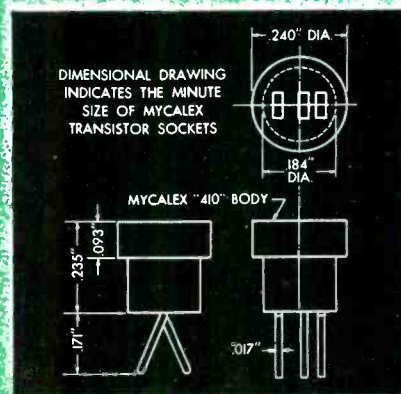 .240" DIA.
DIMENSIONAL DRAWING
INDICATES THE MINUTE
SIZE OF MYCALEX
TRANSISTOR SOCKETS
.184"
DIA.
MYCALEX "410" BODY
.093"
.235"
.171"
.017"